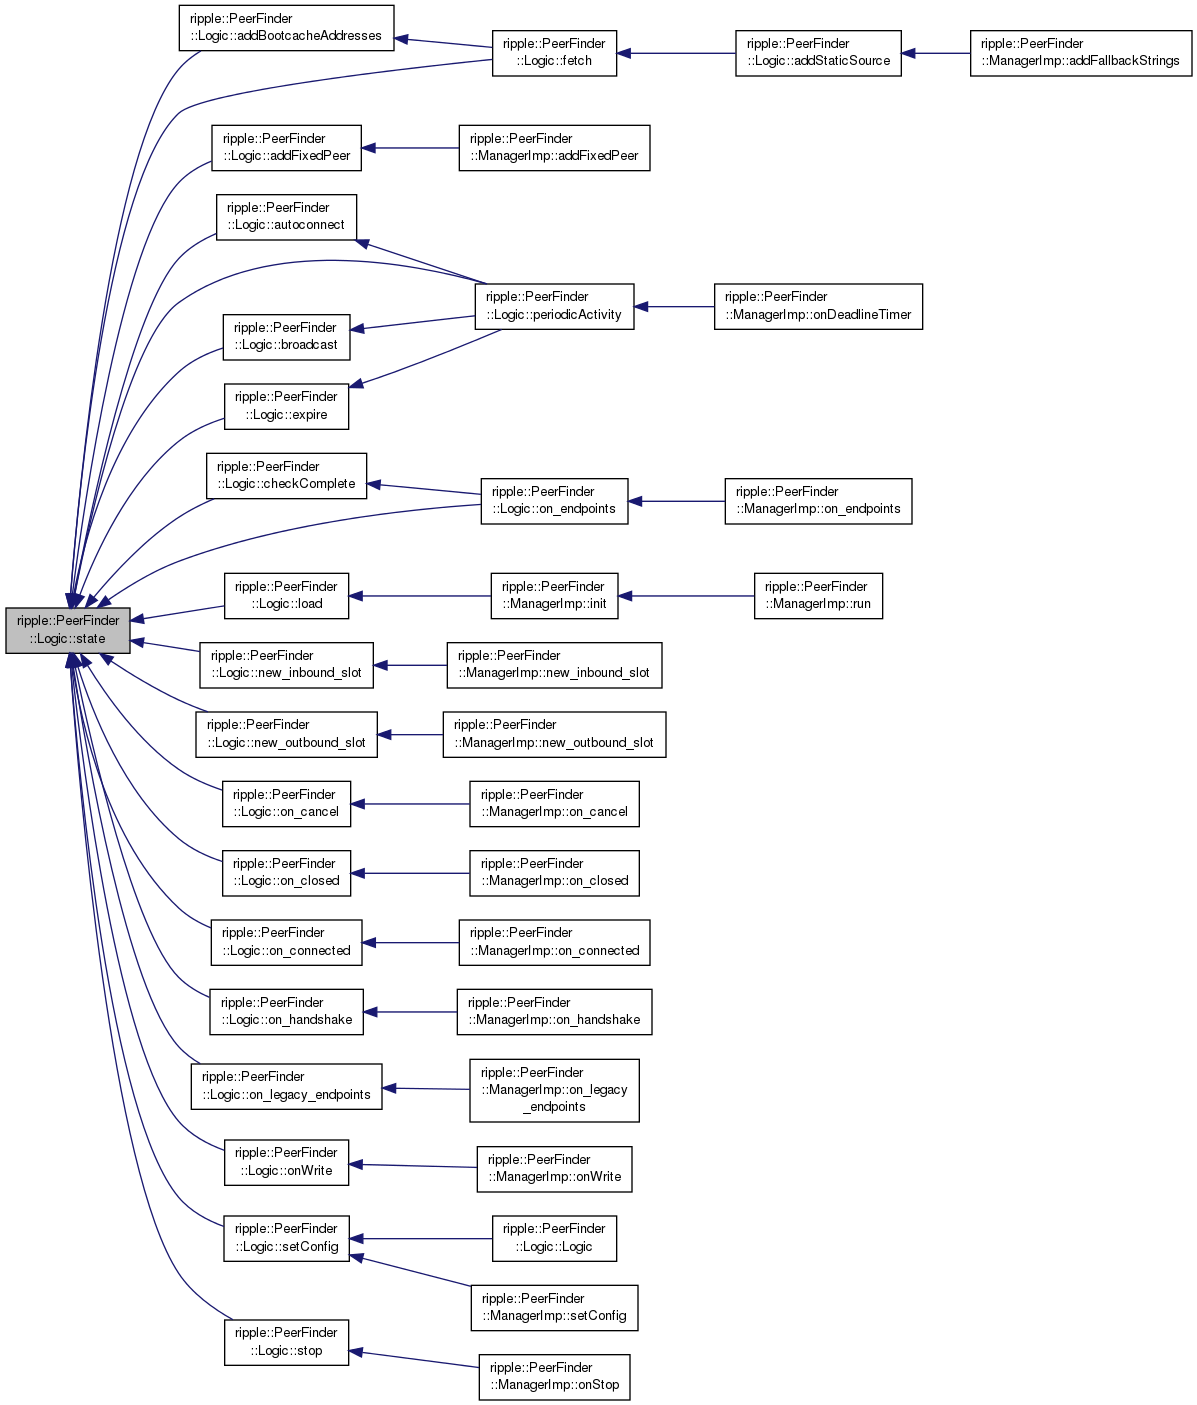 ripple::PeerFinder
::Logic::addBootcacheAddresses
ripple::PeerFinder
::Logic::fetch
ripple::PeerFinder
::Logic::addStaticSource
ripple::PeerFinder
::ManagerImp::addFallbackStrings
ripple::PeerFinder
::Logic::addFixedPeer
ripple::PeerFinder
::ManagerImp::addFixedPeer
ripple::PeerFinder
::Logic::autoconnect
ripple::PeerFinder
::Logic::periodicActivity
ripple::PeerFinder
::ManagerImp::onDeadlineTimer
ripple::PeerFinder
::Logic::broadcast
ripple::PeerFinder
::Logic::expire
ripple::PeerFinder
::Logic::checkComplete
ripple::PeerFinder
::Logic::on_endpoints
ripple::PeerFinder
::ManagerImp::on_endpoints
ripple::PeerFinder
::Logic::load
ripple::PeerFinder
::ManagerImp::init
ripple::PeerFinder
::ManagerImp::run
ripple::PeerFinder
::Logic::state
ripple::PeerFinder
::Logic::new_inbound_slot
ripple::PeerFinder
::ManagerImp::new_inbound_slot
ripple::PeerFinder
::Logic::new_outbound_slot
ripple::PeerFinder
::ManagerImp::new_outbound_slot
ripple::PeerFinder
::Logic::on_cancel
ripple::PeerFinder
::ManagerImp::on_cancel
ripple::PeerFinder
::Logic::on_closed
ripple::PeerFinder
::ManagerImp::on_closed
ripple::PeerFinder
::Logic::on_connected
ripple::PeerFinder
::ManagerImp::on_connected
ripple::PeerFinder
::Logic::on_handshake
ripple::PeerFinder
::ManagerImp::on_handshake
ripple::PeerFinder
::Logic::on_legacy_endpoints
ripple::PeerFinder
::ManagerImp::on_legacy
_endpoints
ripple::PeerFinder
::Logic::onWrite
ripple::PeerFinder
::ManagerImp::onWrite
ripple::PeerFinder
::Logic::setConfig
ripple::PeerFinder
::Logic::Logic
ripple::PeerFinder
::ManagerImp::setConfig
ripple::PeerFinder
::Logic::stop
ripple::PeerFinder
::ManagerImp::onStop